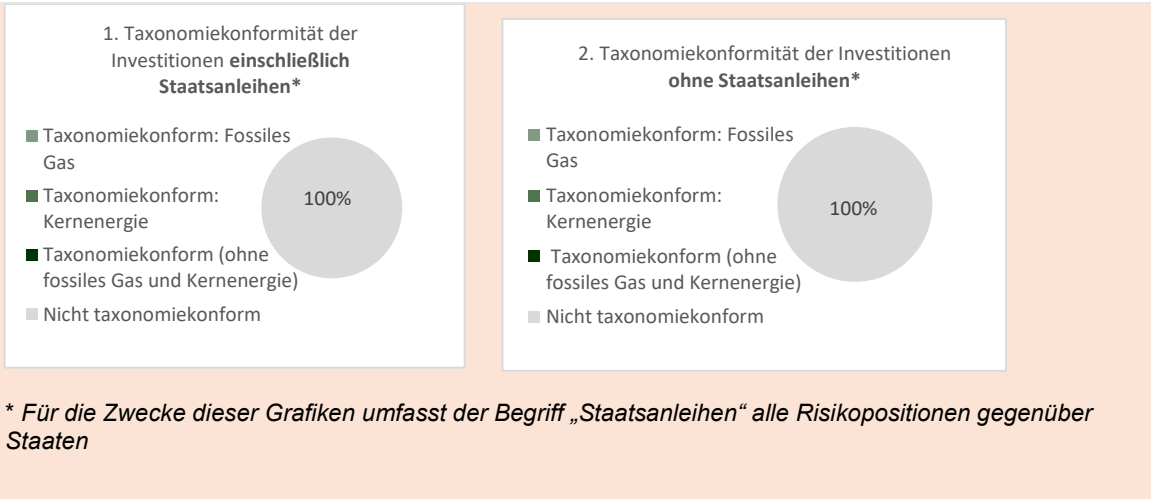 1. Taxonomiekonformität der
Investitionen einschließlich
Staatsanleihen*
Taxonomiekonform: Fossiles
Gas
Taxonomiekonform:
Kernenergie
Taxonomiekonform (ohne
fossiles Gas und Kernenergie)
Nicht taxonomiekonform
100%
2. Taxonomiekonformität der Investitionen
ohne Staatsanleihen*
Taxonomiekonform: Fossiles
Gas
Taxonomiekonform:
Kernenergie
Taxonomiekonform (ohne
fossiles Gas und Kernenergie)
Nicht taxonomiekonform
100%
* Für die Zwecke dieser Grafiken umfasst der Begriff „Staatsanleihen“ alle Risikopositionen gegenüber
Staaten